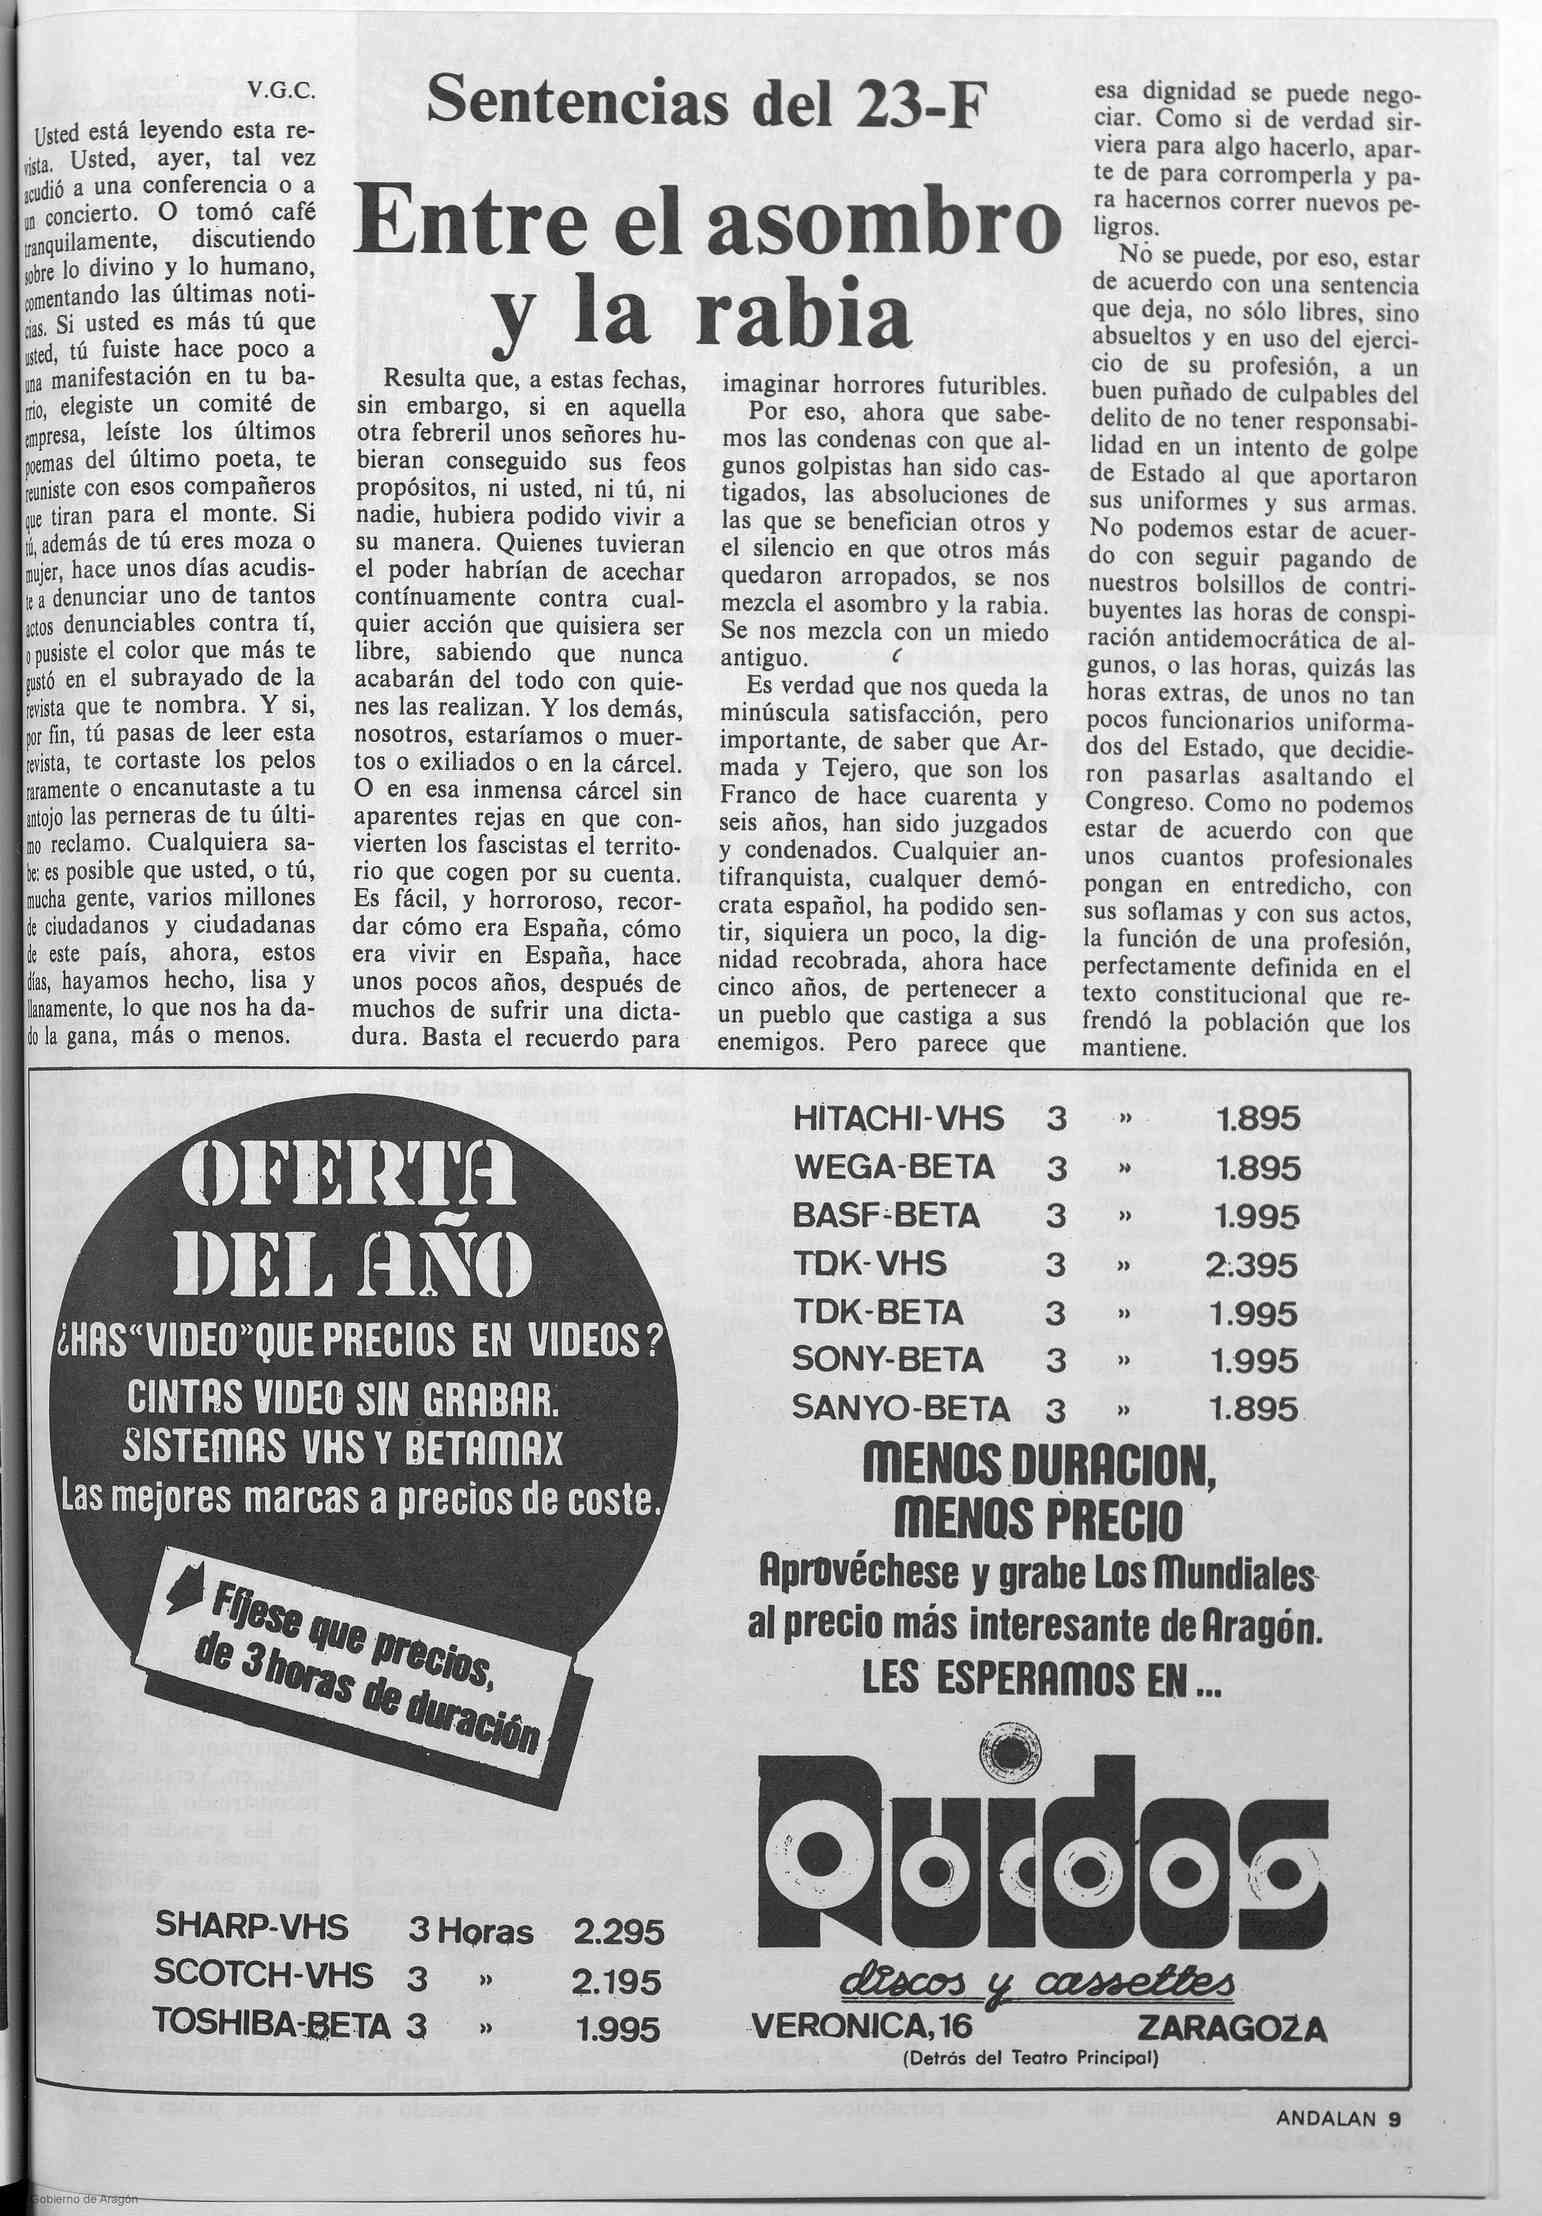 Sentencias del 23-F
Entre el asombro
y la rabia
V.G.C.
Usted está leyendo esta re-
vista. Usted, ayer, tal vez
acudió a una conferencia o a
un concierto. O tomó café
tranquilamente, discutiendo
sobre lo divino y lo humano,
comentando las últimas noti-
cias. Si usted es más tú que
usted, tú fuiste hace poco a
una manifestación en tu ba-
rrio, elegiste un comité de
empresa, leíste los últimos
poemas del último poeta, te
reuniste con esos compañeros
que tiran para el monte. Si
tú, además de tú eres moza o
mujer, hace unos días acudis-
te a denunciar uno de tantos
actos denunciables contra tí,
o pusiste el color que más te
gustó en el subrayado de la
revista que te nombra. Y si,
por fin, tú pasas de leer esta
revista, te cortaste los pelos
raramente o encanutaste a tu
antojo las perneras de tu últi-
mo reclamo. Cualquiera sa-
be: es posible que usted, o tú,
mucha gente, varios millones
de ciudadanos y ciudadanas
de este país, ahora, estos
días, hayamos hecho, lisa y
llanamente, lo que nos ha da-
do la gana, más o menos.
Resulta que, a estas fechas,
sin embargo, si en aquella
otra febreril unos señores hu-
bieran conseguido sus feos
propósitos, ni usted, ni tú, ni
nadie, hubiera podido vivir a
su manera. Quienes tuvieran
el poder habrían de acechar
contínuamente contra cual-
quier acción que quisiera ser
libre, sabiendo que nunca
acabarán del todo con quie-
nes las realizan. Y los demás,
nosotros, estaríamos o muer-
tos o exiliados o en la cárcel.
O en esa inmensa cárcel sin
aparentes rejas en que con-
vierten los fascistas el territo-
rio que cogen por su cuenta.
Es fácil, y horroroso, recor-
dar cómo era España, cómo
era vivir en España, hace
unos pocos años, después de
muchos de sufrir una dicta-
dura. Basta el recuerdo para
imaginar horrores futuribles.
Por eso, ahora que sabe-
mos las condenas con que al-
gunos golpistas han sido cas-
tigados, las absoluciones de
las que se benefician otros y
el silencio en que otros más
quedaron arropados, se nos
mezcla el asombro y la rabia.
Se nos mezcla con un miedo
antiguo.
Es verdad que nos queda la
minúscula satisfacción, pero
importante, de saber que Ar-
mada y Tejero, que son los
Franco de hace cuarenta y
seis años, han sido juzgados
y condenados. Cualquier an-
tifranquista, cualquer demó-
crata español, ha podido sen-
tir, siquiera un poco, la dig-
nidad recobrada, ahora hace
cinco años, de pertenecer a
un pueblo que castiga a sus
enemigos. Pero parece que
esa dignidad se puede nego-
ciar. Como si de verdad sir-
viera para algo hacerlo, apar-
te de para corromperla y pa-
ra hacernos correr nuevos pe-
ligros.
No se puede, por eso, estar
de acuerdo con una sentencia
que deja, no sólo libres, sino
absueltos y en uso del ejerci-
cio de su profesión, a un
buen puñado de culpables del
delito de no tener responsabi-
lidad en un intento de golpe
de Estado al que aportaron
sus uniformes y sus armas.
No podemos estar de acuer-
do con seguir pagando de
nuestros bolsillos de contri-
buyentes las horas de conspi-
ración antidemocrática de al-
gunos, o las horas, quizás las
horas extras, de unos no tan
pocos funcionarios uniforma-
dos del Estado, que decidie-
ron pasarlas asaltando el
Congreso. Como no podemos
estar de acuerdo con que
unos cuantos profesionales
pongan en entredicho, con
sus soflamas y con sus actos,
la función de una profesión,
perfectamente definida en el
texto constitucional que re-
frendó la población que los
mantiene.
OFERTA
DEL AÑO
¿HAS “VIDEO” QUE PRECIOS EN VIDEOS?
CINTAS VIDEO SIN GRABAR.
SISTEMAS VHS Y BETAMAX
Las mejores marcas a precios de coste.
Fíjese que precios,
de 3 horas de duración
SHARP-VHS 3 Horas 2.295
SCOTCH-VHS 3 » 2.195
TOSHIBA-BETA 3 » 1.995
HITACHI-VHS 3 » 1.895
WEGA-BETA 3 » 1.895
BASF-BETA 3 » 1.995
TDK-VHS 3 » 2.395
TDK-BETA 3 » 1.995
SONY-BETA 3 » 1.995
SANYO-BETA 3 » 1.895
MENOS DURACION,
MENOS PRECIO
Aprovéchese y grabe Los Mundiales
al precio más interesante de Aragón.
LES ESPERAMOS EN ...
Ruidos
discos y cassettes
VERONICA, 16 ZARAGOZA
(Detrás del Teatro Principal)
ANDALAN 9
Gobierno de Aragón